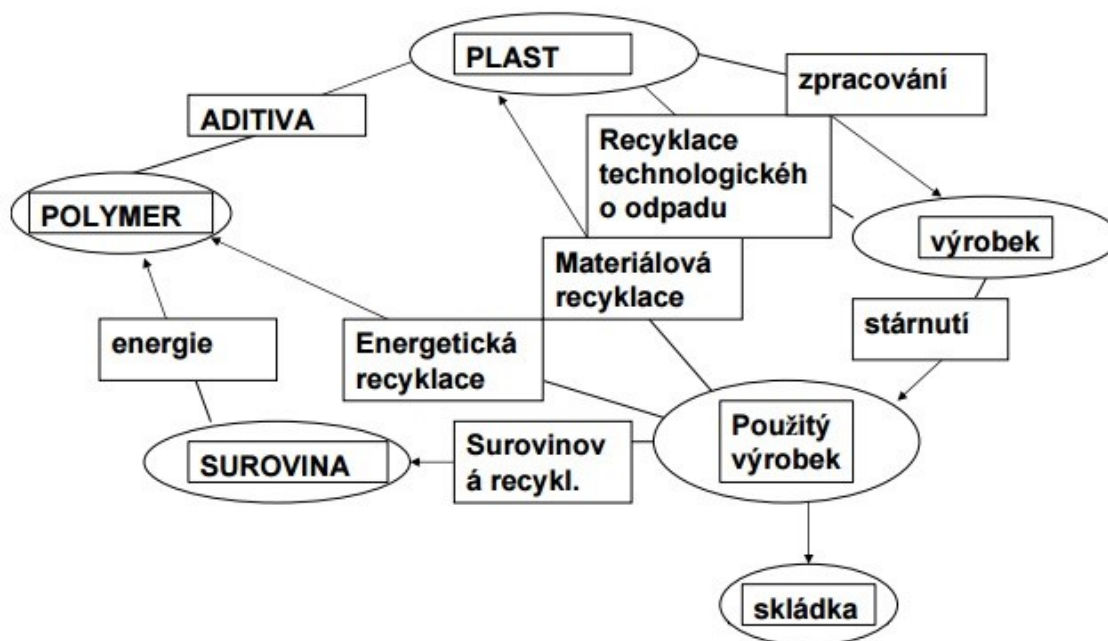 PLAST
zpracování
ADITIVA
Recyklace
technologickéh
o odpadu
POLYMER
výrobek
Materiálová
recyklace
stárnutí
energie
Energetická
recyklace
Použitý
výrobek
SUROVINA
Surovinov
á recykl.
skládka